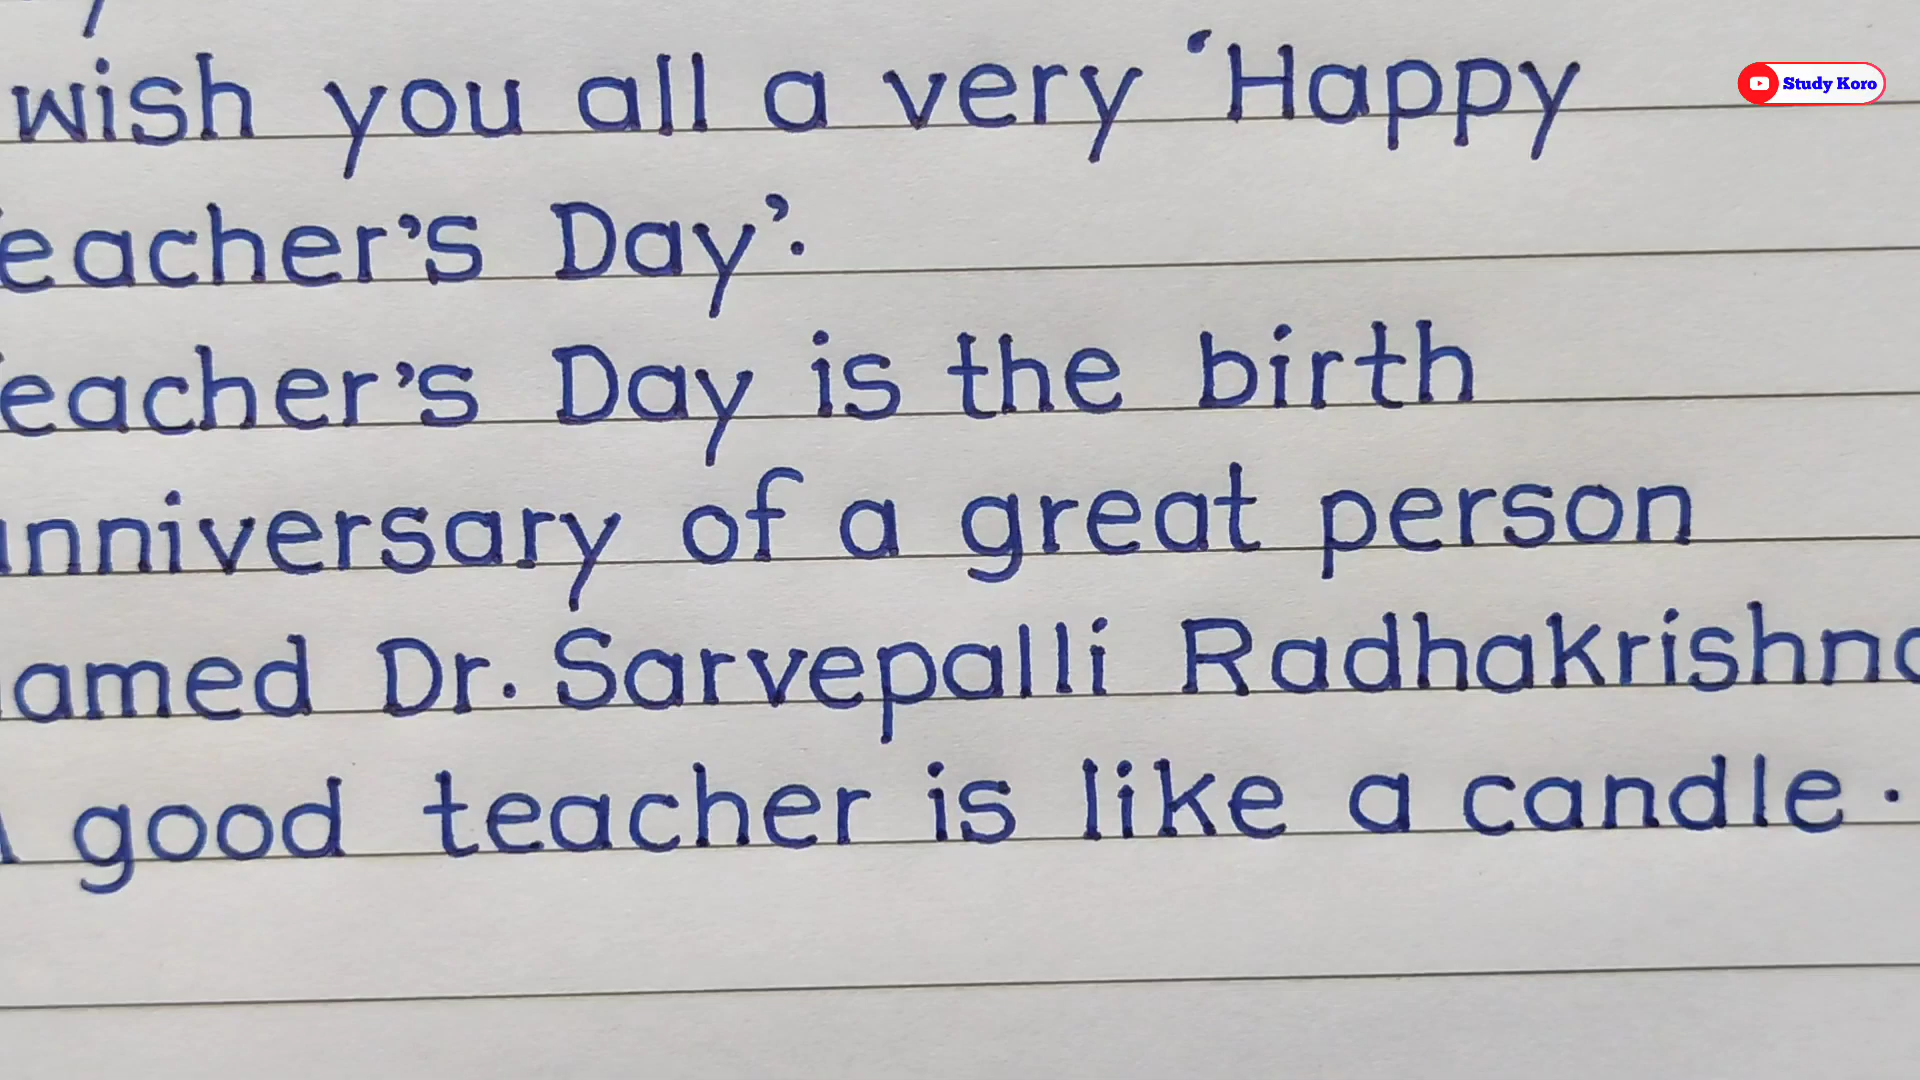 wish you all a very 'Happy
eacher's Day'.
eacher's Day is the birth
nniversary of a great person
amed Dr. Sarvepalli Radhakrishna
good teacher is like a candle.
Study Koro